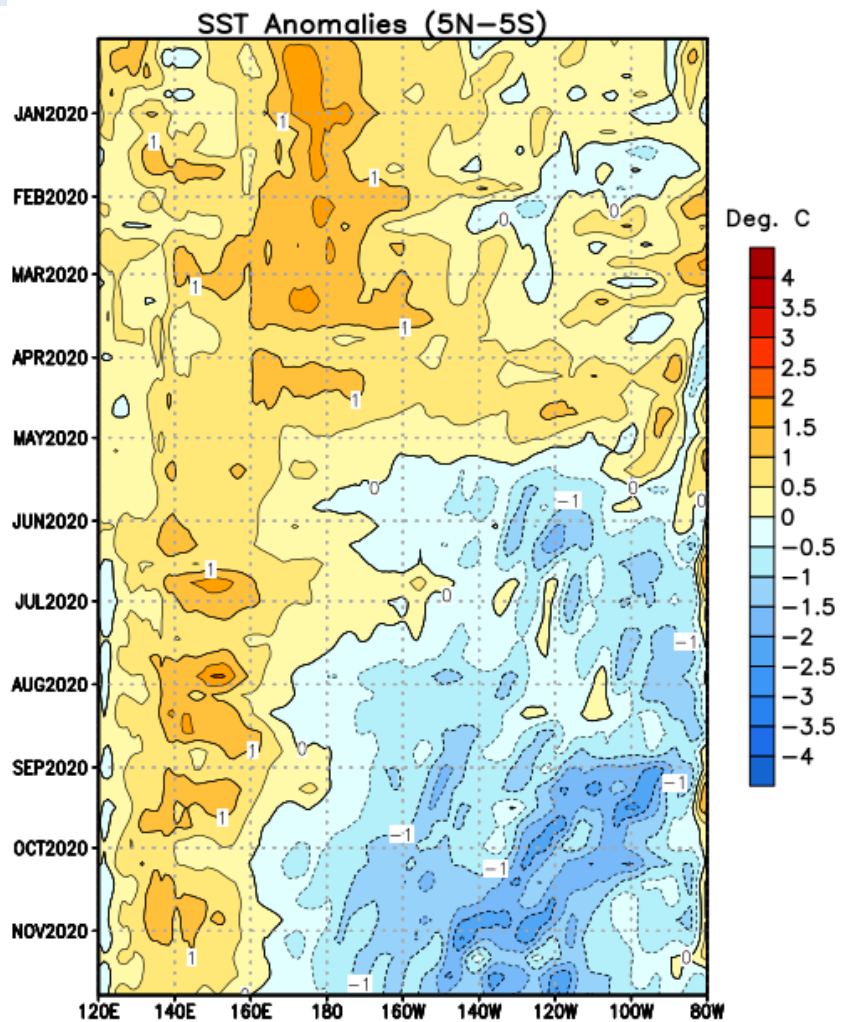 SST Anomalies (5N–5S)
JAN2020
FEB2020
MAR2020
APR2020
MAY2020
JUN2020
JUL2020
AUG2020
SEP2020
OCT2020
NOV2020
120E 140E 160E 180 160W 140W 120W 100W 80W
1
1
1
0
0
1
1
1
0
–1
0
0
1
0
–1
1
0
–1
1
–1
–1
1
0
–1
Deg. C
4
3.5
3
2.5
2
1.5
1
0.5
0
–0.5
–1
–1.5
–2
–2.5
–3
–3.5
–4